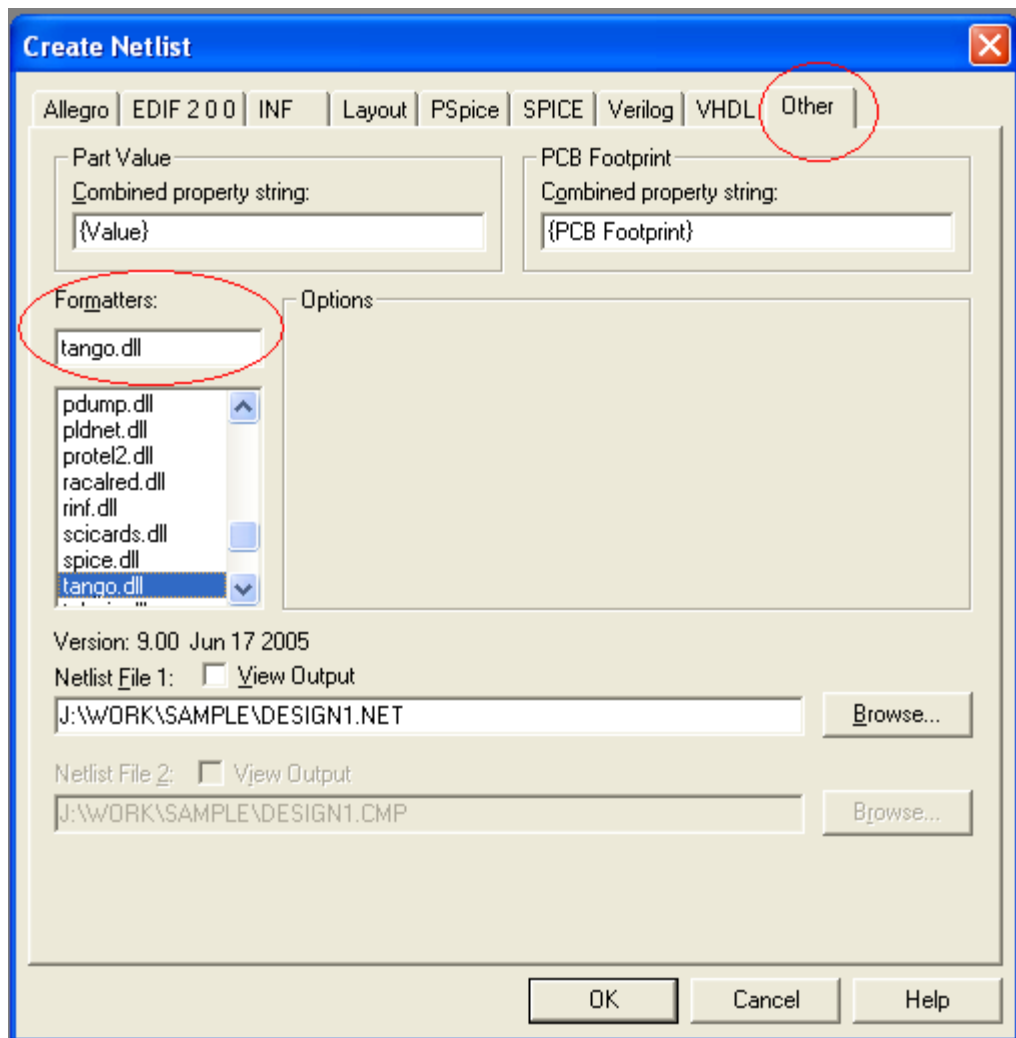 Create Netlist
Allegro EDIF 2 0 0 INF Layout PSpice SPICE Verilog VHDL Other
Part Value
Combined property string:
{Value}
PCB Footprint
Combined property string:
{PCB Footprint}
Formatters:
tango.dll
Options
pdump.dll
pldnet.dll
protel2.dll
racalred.dll
rinf.dll
scicards.dll
spice.dll
tango.dll
Version: 9.00 Jun 17 2005
Netlist File 1: View Output
J:\WORK\SAMPLE\DESIGN1.NET
Browse...
Netlist File 2: View Output
J:\WORK\SAMPLE\DESIGN1.CMP
Browse...
OK Cancel Help